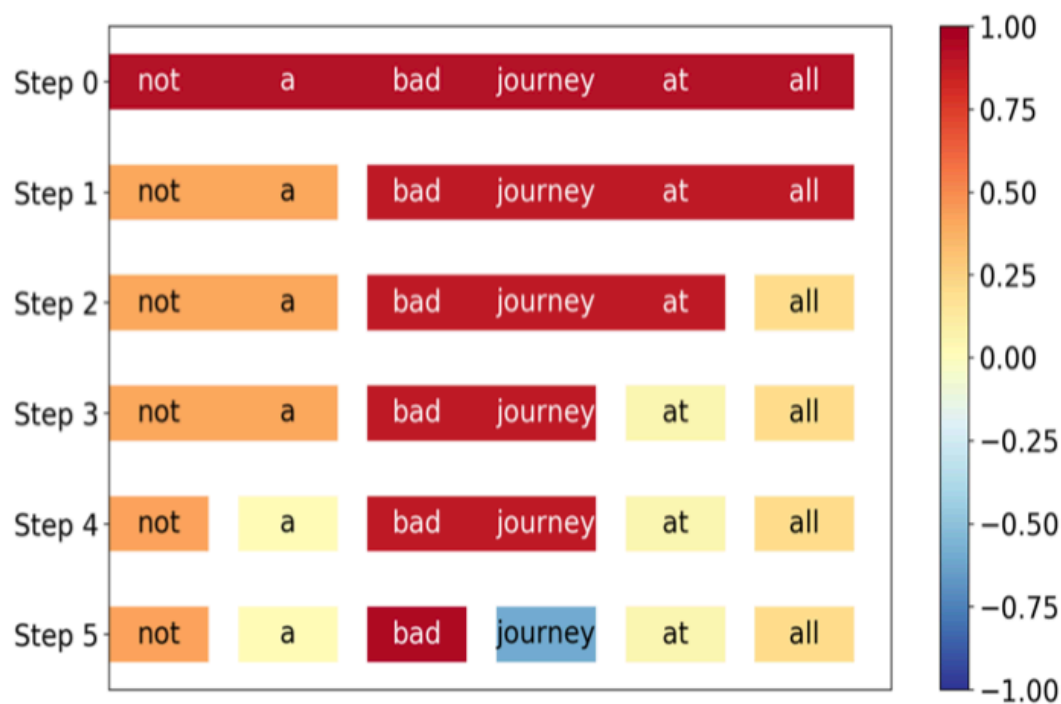 Step 0 not a bad journey at all
Step 1 not a bad journey at all
Step 2 not a bad journey at all
Step 3 not a bad journey at all
Step 4 not a bad journey at all
Step 5 not a bad journey at all
1.00
0.75
0.50
0.25
0.00
−0.25
−0.50
−0.75
−1.00